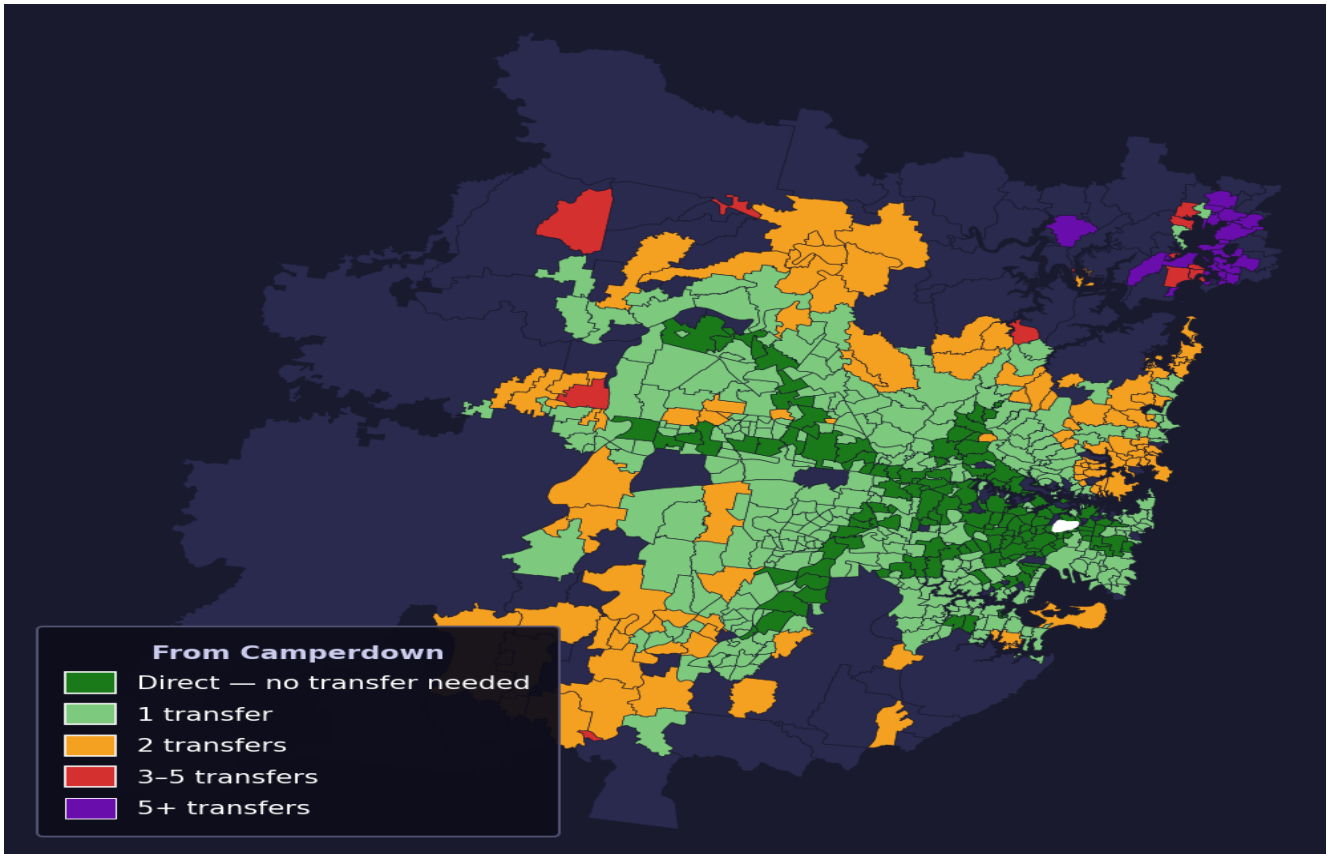 From Camperdown
Direct — no transfer needed
1 transfer
2 transfers
3–5 transfers
5+ transfers